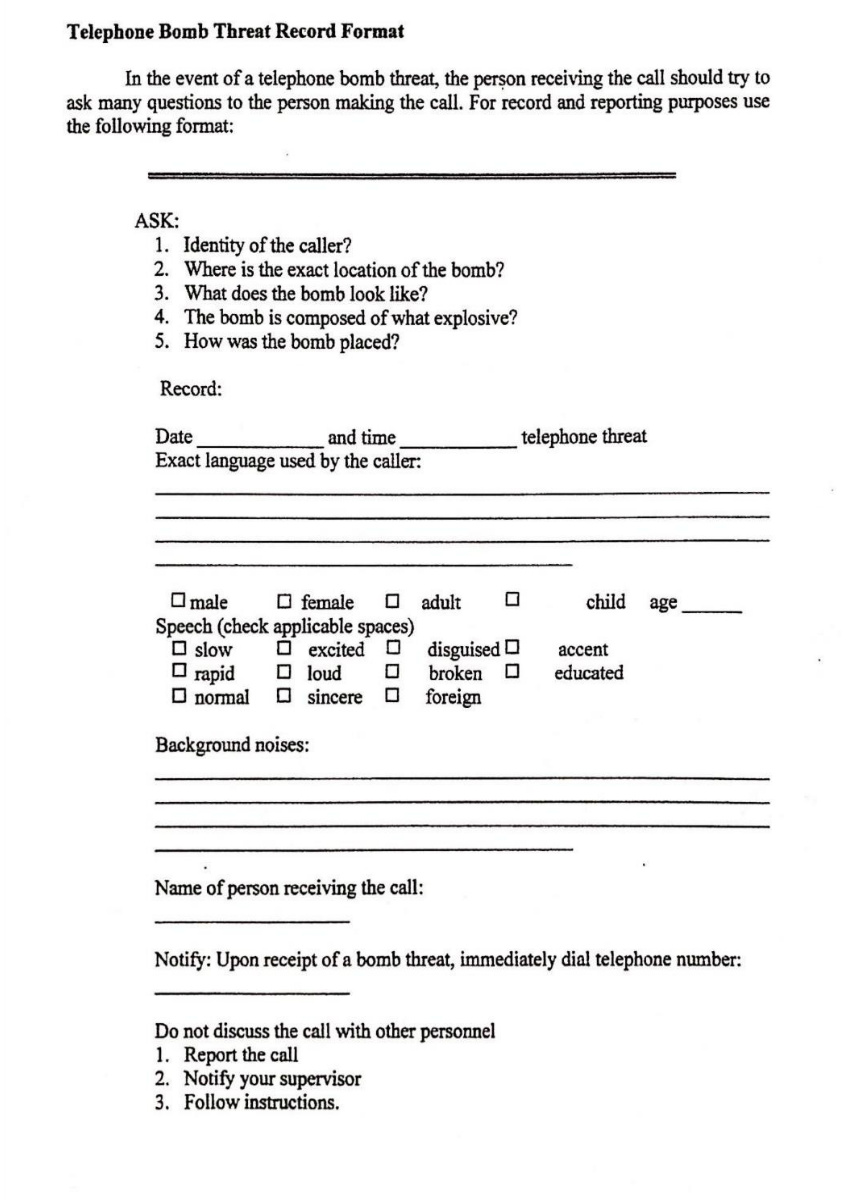 Telephone Bomb Threat Record Format
In the event of a telephone bomb threat, the person receiving the call should try to
ask many questions to the person making the call. For record and reporting purposes use
the following format:
ASK:
1. Identity of the caller?
2. Where is the exact location of the bomb?
3. What does the bomb look like?
4. The bomb is composed of what explosive?
5. How was the bomb placed?
Record:
Date ______________ and time _____________ telephone threat
Exact language used by the caller:
☐ male ☐ female ☐ adult ☐ child age _______
Speech (check applicable spaces)
☐ slow ☐ excited ☐ disguised ☐ accent
☐ rapid ☐ loud ☐ broken ☐ educated
☐ normal ☐ sincere ☐ foreign
Background noises:
Name of person receiving the call:
Notify: Upon receipt of a bomb threat, immediately dial telephone number:
Do not discuss the call with other personnel
1. Report the call
2. Notify your supervisor
3. Follow instructions.